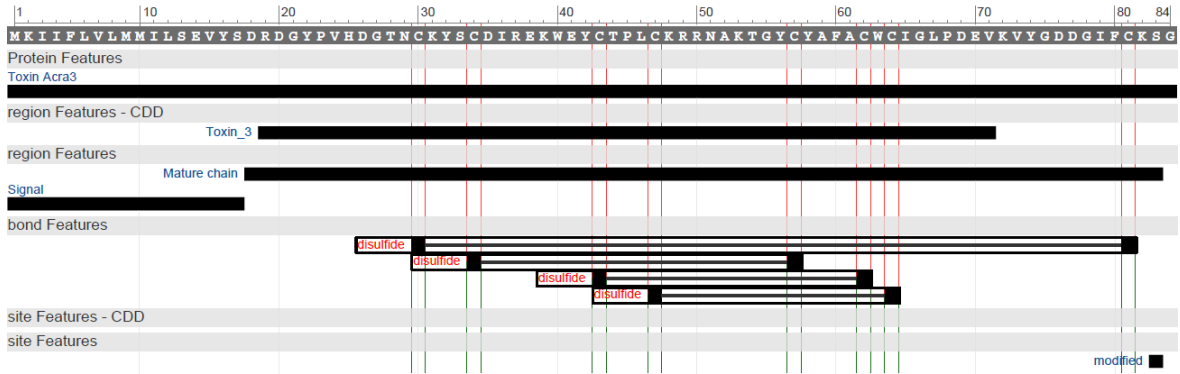 1 10 20 30 40 50 60 70 80 84
MKIIFLVLMMILSEVYSDRDGYPVHDGTNCKYSCDIREKWEYCTPLCKRRNAKTGYCYAFACWCIGLPDEVKVYGDDGIFCKSG
Protein Features
Toxin Acra3
region Features - CDD
Toxin_3
region Features
Mature chain
Signal
bond Features
disulfide
disulfide
disulfide
disulfide
site Features - CDD
site Features
modified